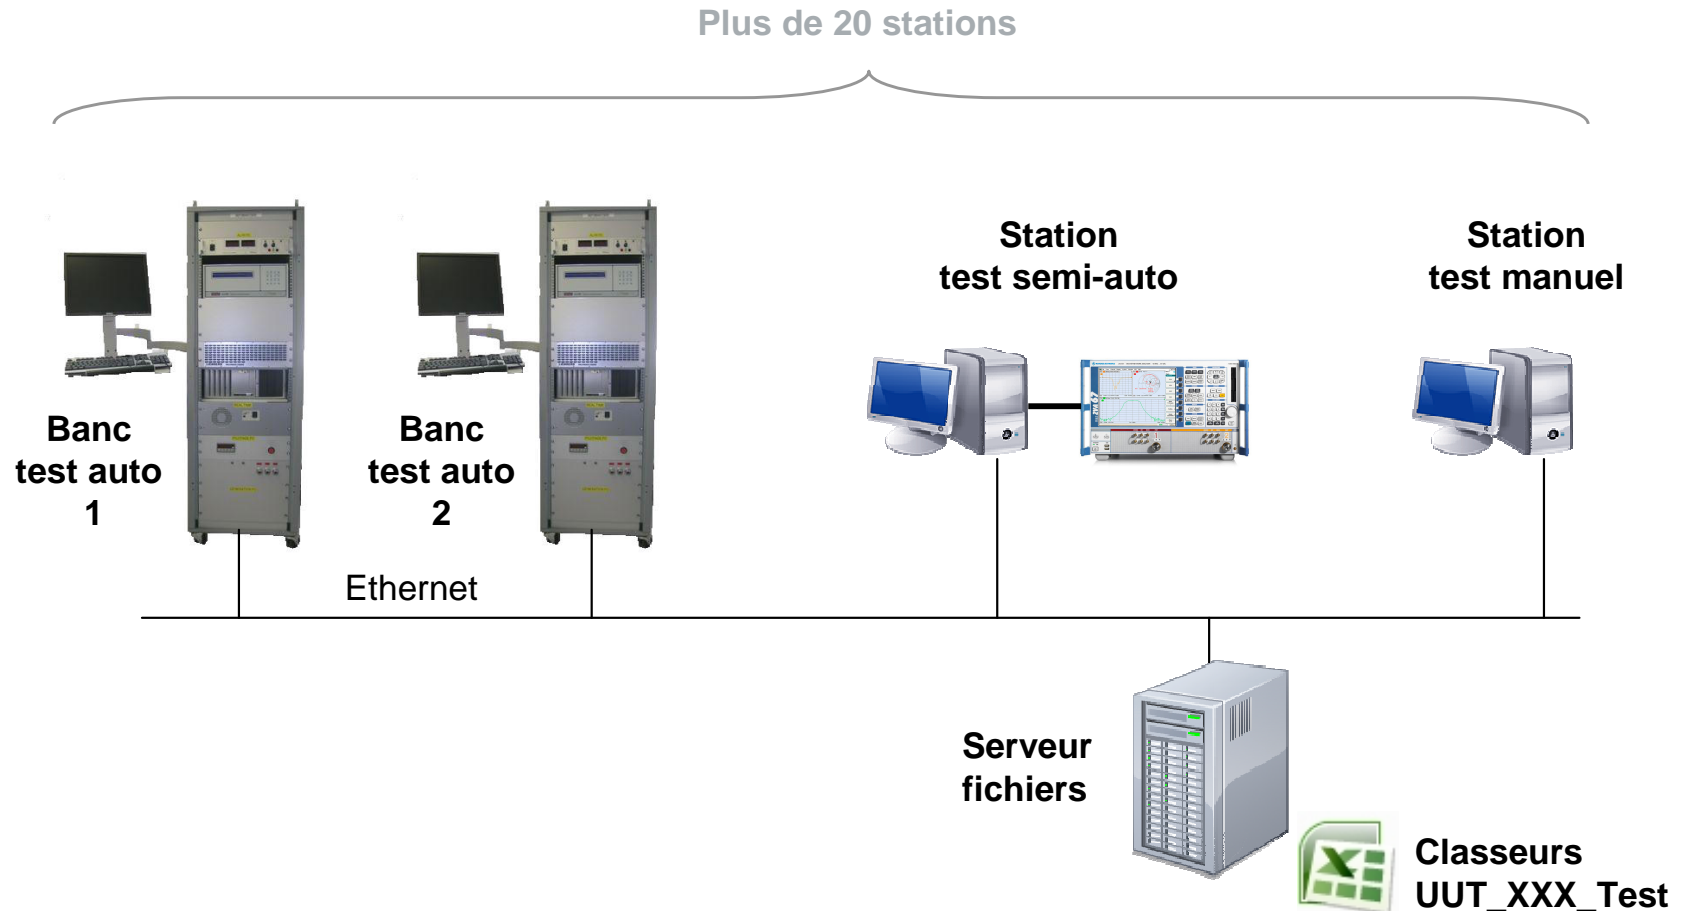 Plus de 20 stations
Station
test semi-auto
Station
test manuel
Banc
test auto
1
Banc
test auto
2
Ethernet
Serveur
fichiers
Classeurs
UUT_XXX_Test